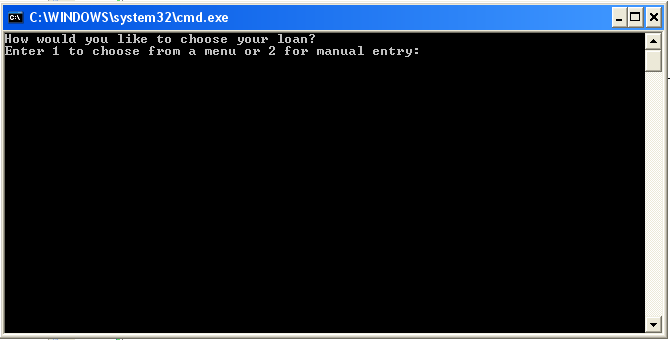 C:\WINDOWS\system32\cmd.exe
How would you like to choose your loan?
Enter 1 to choose from a menu or 2 for manual entry: